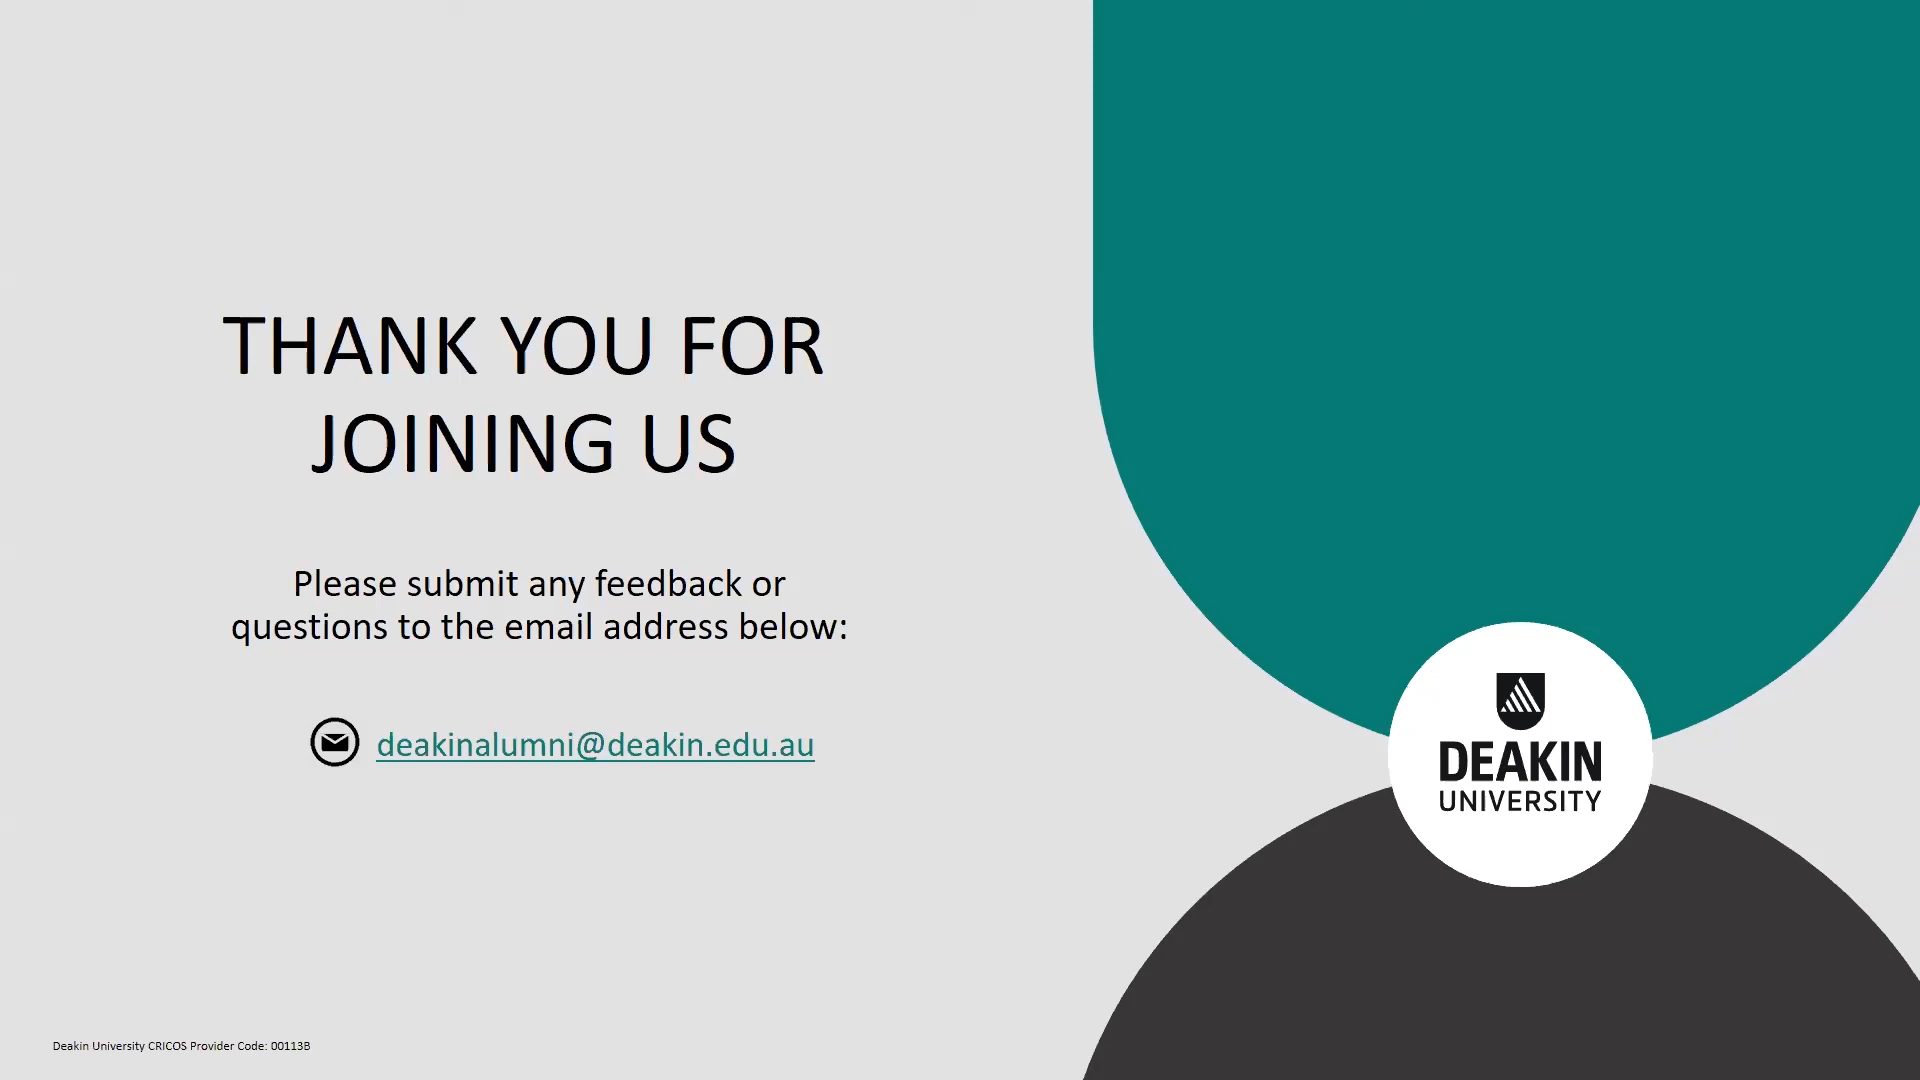 THANK YOU FOR
JOINING US
Please submit any feedback or
questions to the email address below:
deakinalumni@deakin.edu.au
DEAKIN
UNIVERSITY
Deakin University CRICOS Provider Code: 00113B